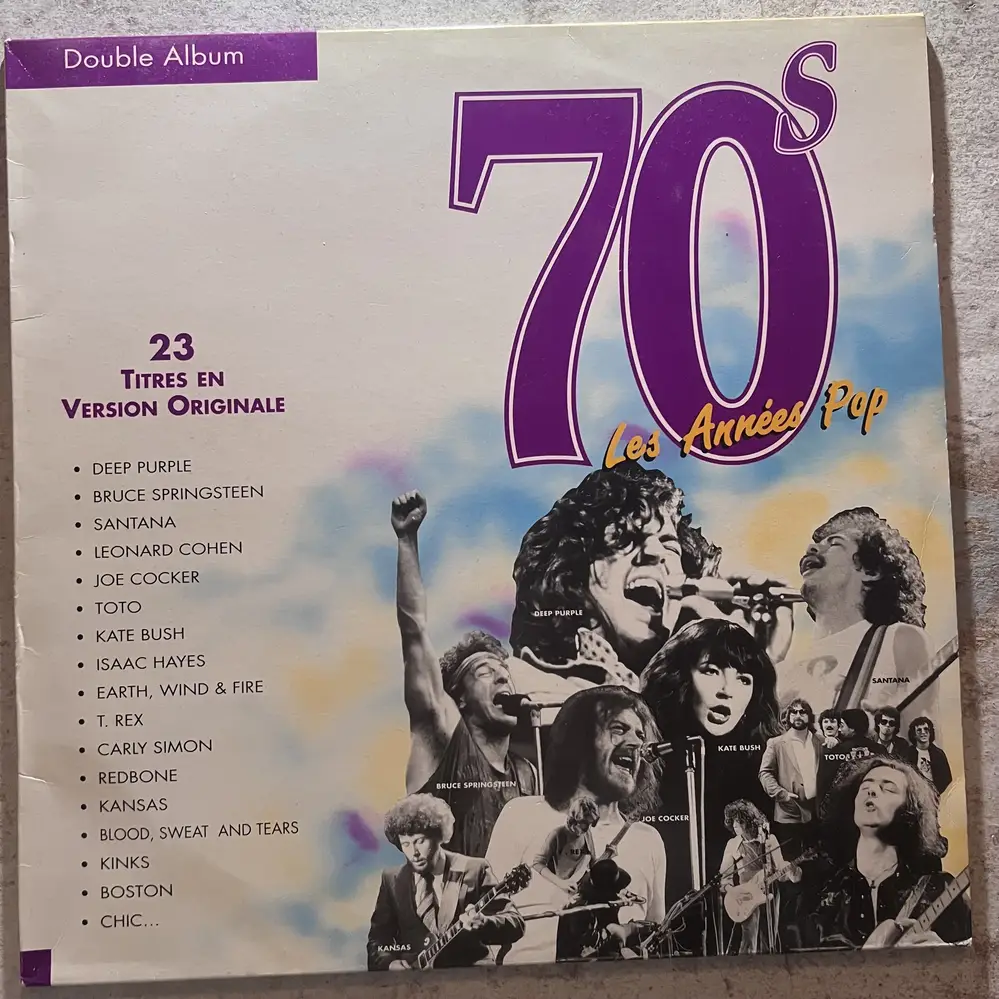 Double Album
70s
Les Années Pop
23
TITRES EN
VERSION ORIGINALE
• DEEP PURPLE
• BRUCE SPRINGSTEEN
• SANTANA
• LEONARD COHEN
• JOE COCKER
• TOTO
• KATE BUSH
• ISAAC HAYES
• EARTH, WIND & FIRE
• T. REX
• CARLY SIMON
• REDBONE
• KANSAS
• BLOOD, SWEAT AND TEARS
• KINKS
• BOSTON
• CHIC...
DEEP PURPLE
SANTANA
KATE BUSH
TOTO
BRUCE SPRINGSTEEN
JOE COCKER
KANSAS